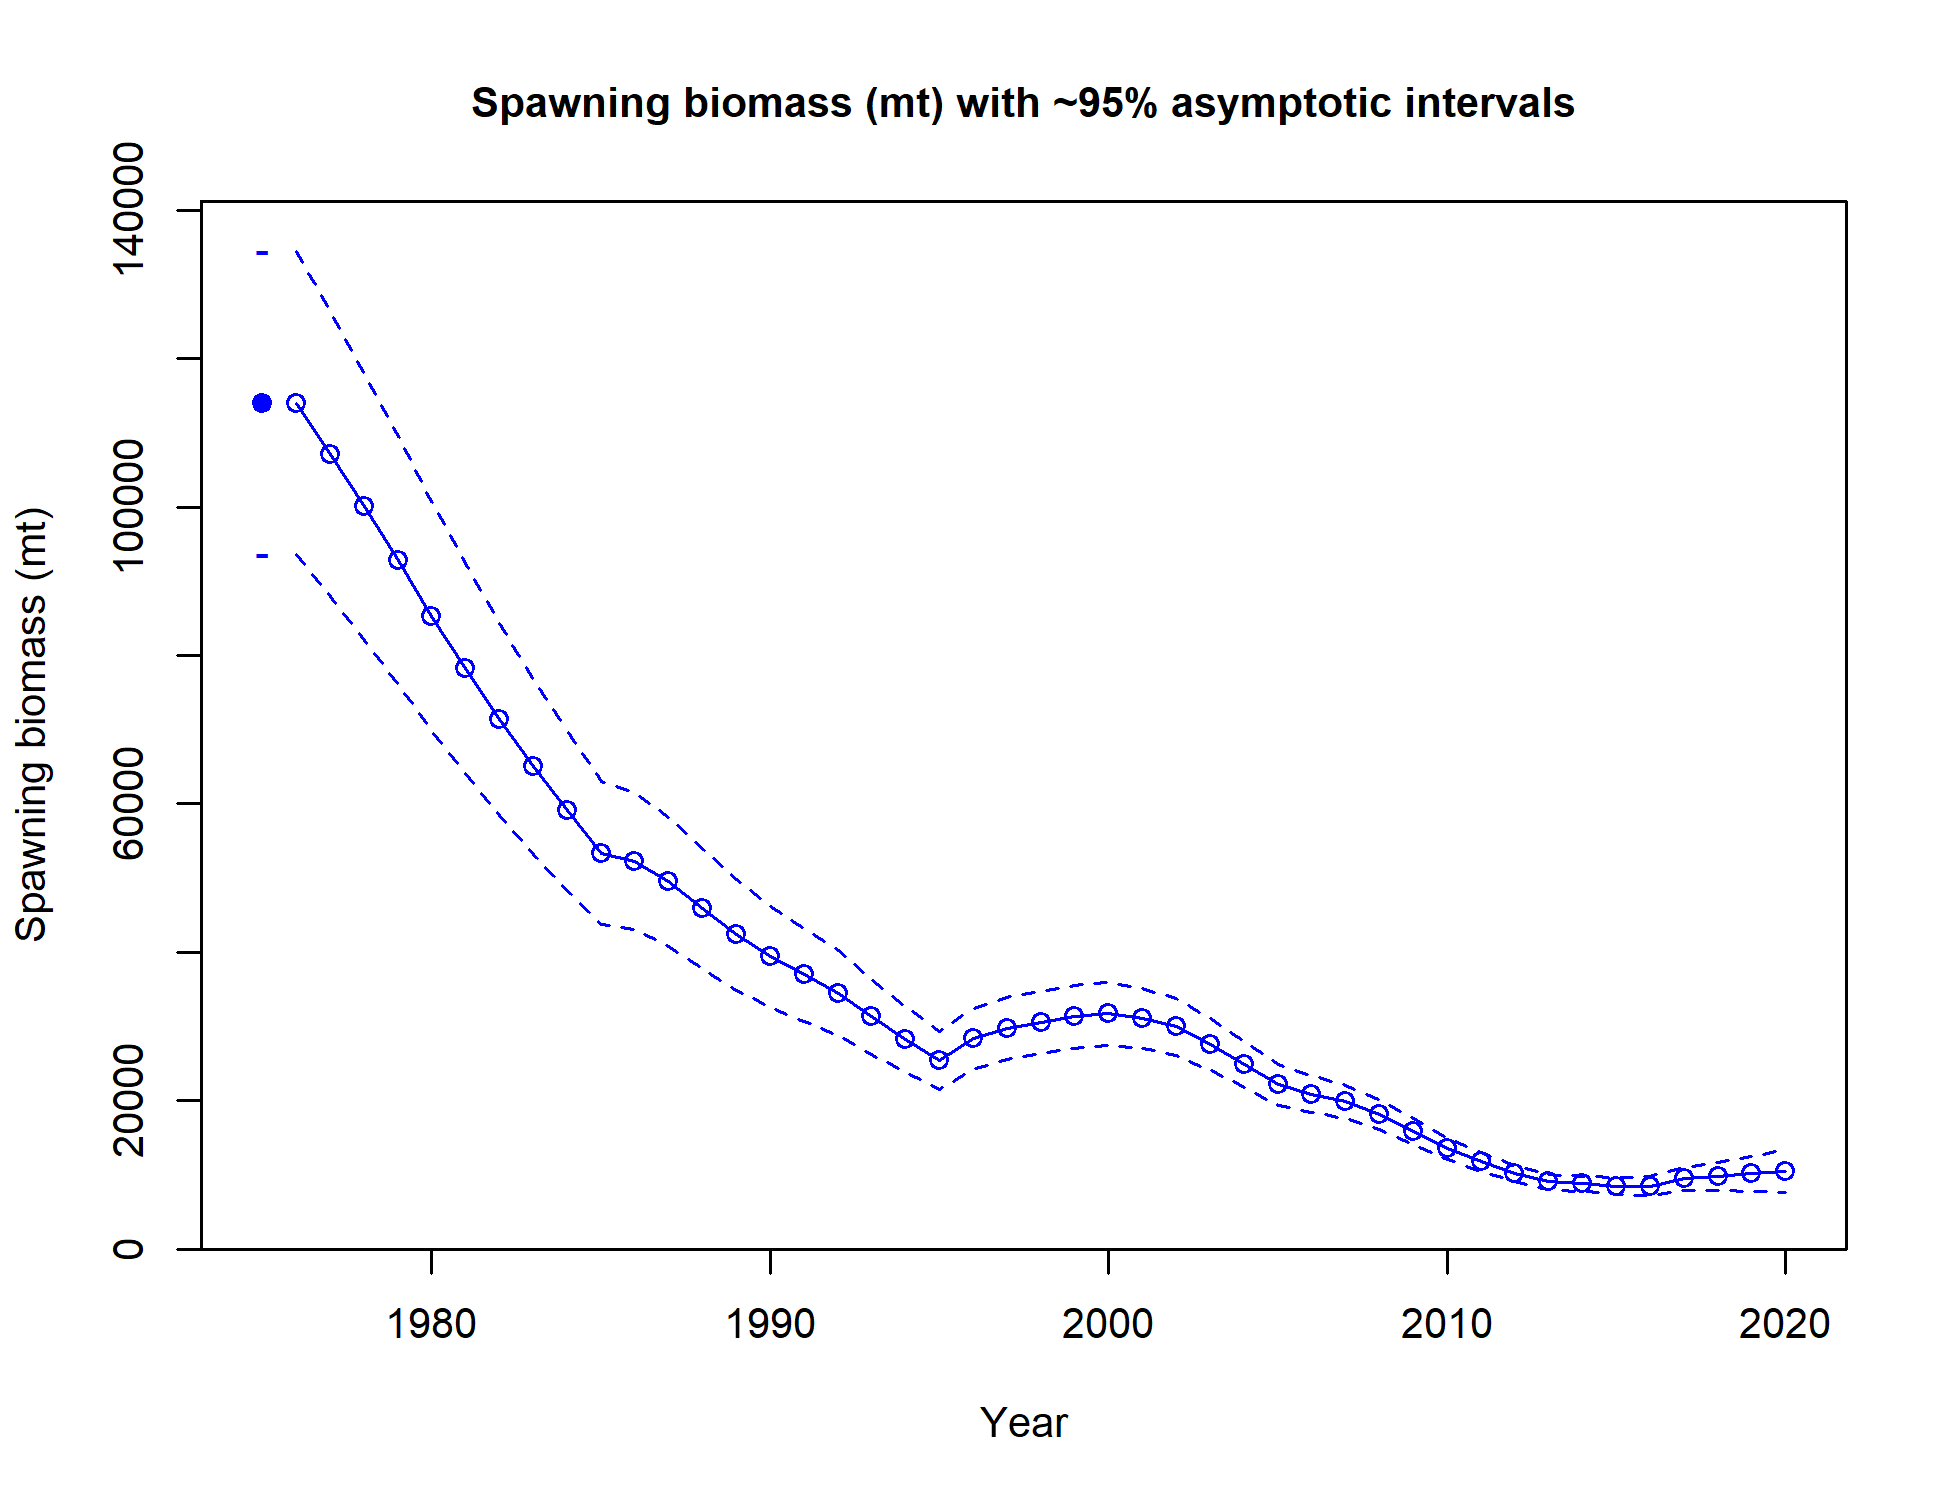 Spawning biomass (mt) with ~95% asymptotic intervals
Spawning biomass (mt)
140000
100000
60000
20000
0
1980 1990 2000 2010 2020
Year